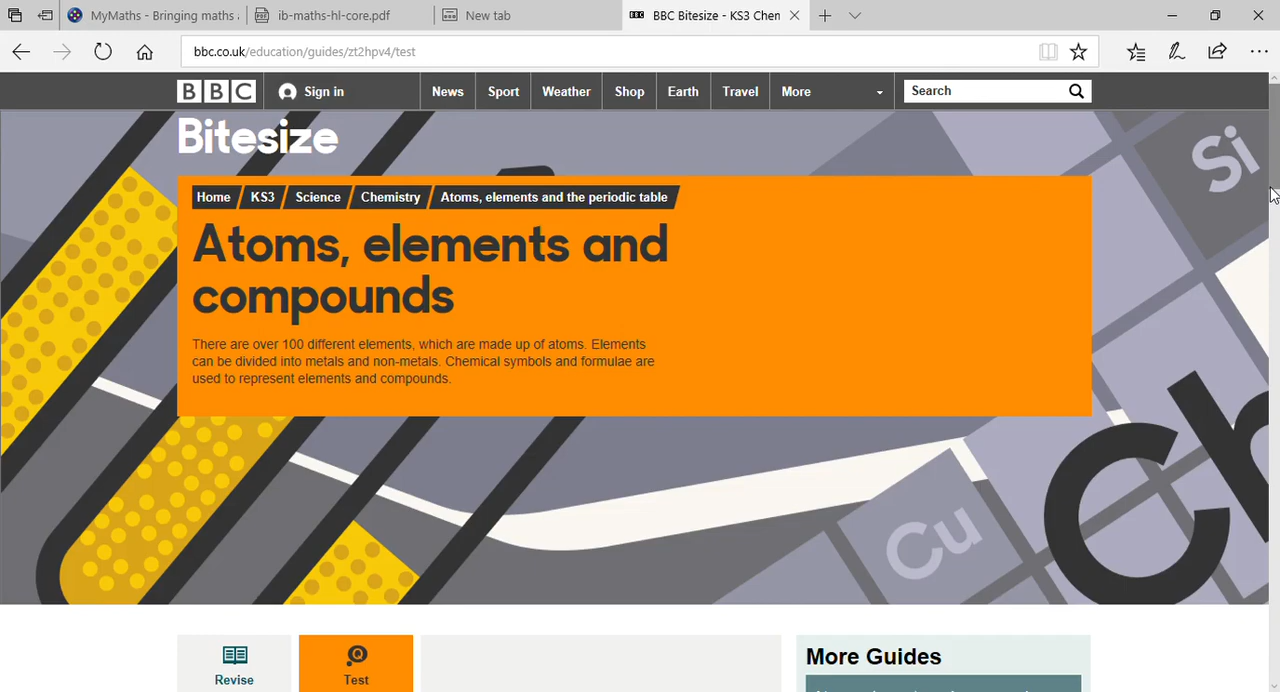 MyMaths - Bringing maths
ib-maths-hl-core.pdf
New tab
BBC Bitesize - KS3 Chen
bbc.co.uk/education/guides/zt2hpv4/test
BBC
Sign in
News
Sport
Weather
Shop
Earth
Travel
More
Search
Bitesize
Home
KS3
Science
Chemistry
Atoms, elements and the periodic table
Atoms, elements and
compounds
There are over 100 different elements, which are made up of atoms. Elements
can be divided into metals and non-metals. Chemical symbols and formulae are
used to represent elements and compounds.
Si
Cu
Ch
Revise
Test
More Guides